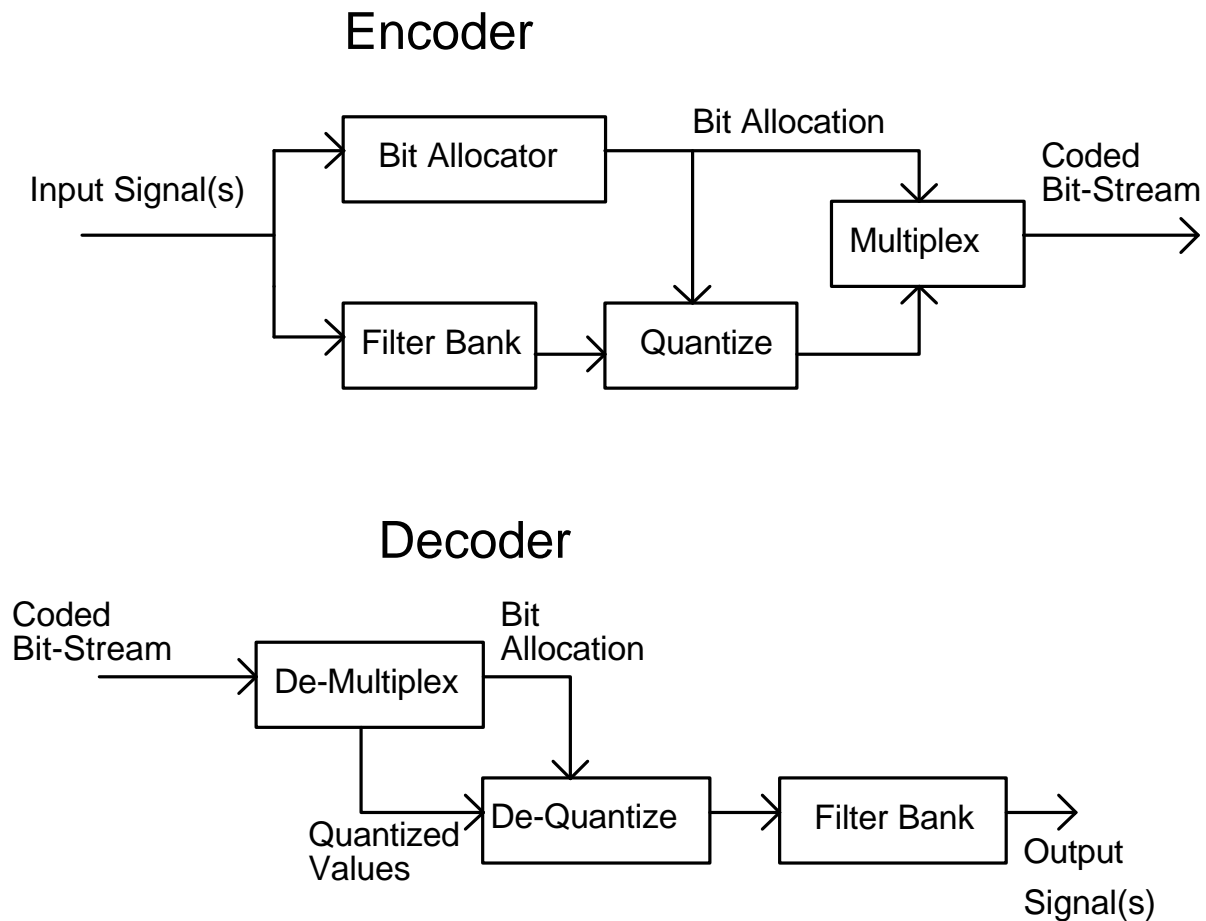 Encoder
Bit Allocation
Bit Allocator
Coded
Bit-Stream
Input Signal(s)
Multiplex
Filter Bank
Quantize
Decoder
Coded
Bit-Stream
Bit
Allocation
De-Multiplex
De-Quantize
Filter Bank
Quantized
Values
Output
Signal(s)